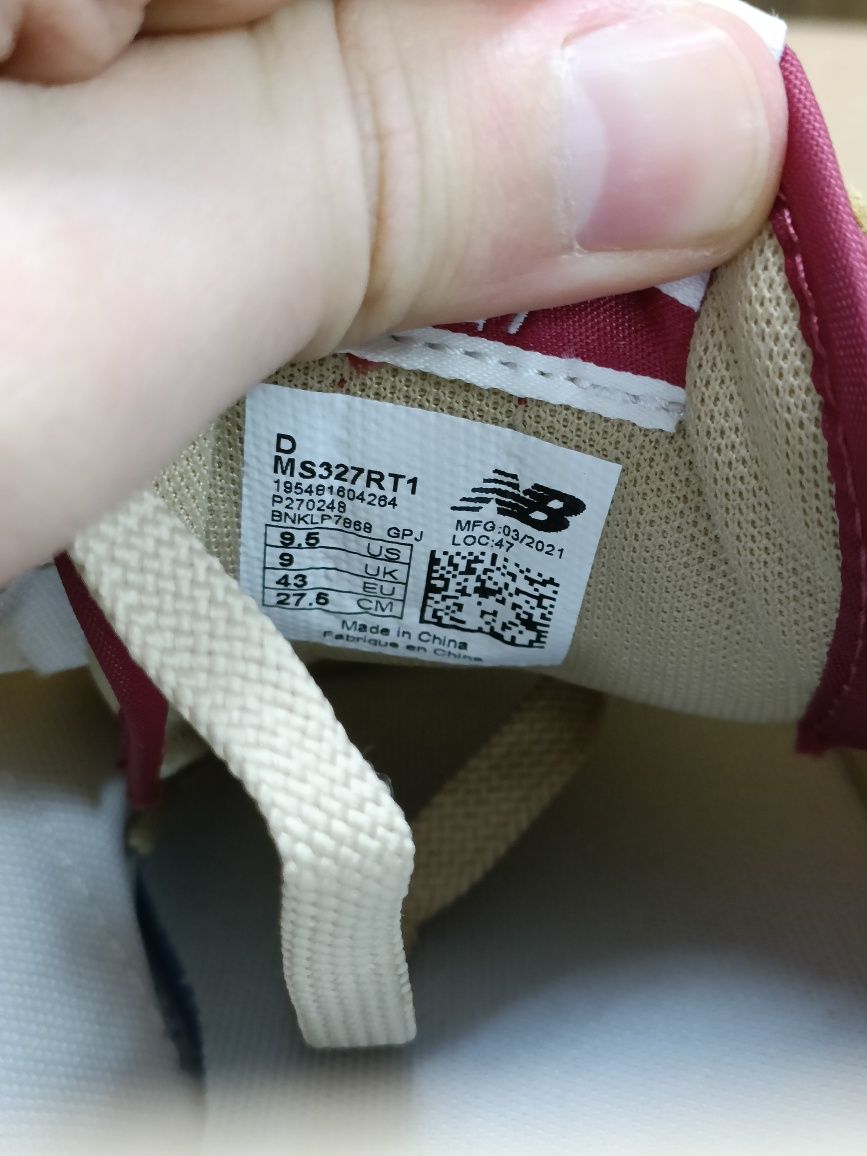 D
MS327RT1
195481604264
P270248
BNKLP7868 GPJ
9.5 US
9 UK
43 EU
27.5 CM
NB
MFG:03/2021
LOC:47
Made in China
Fabriqué en Chine